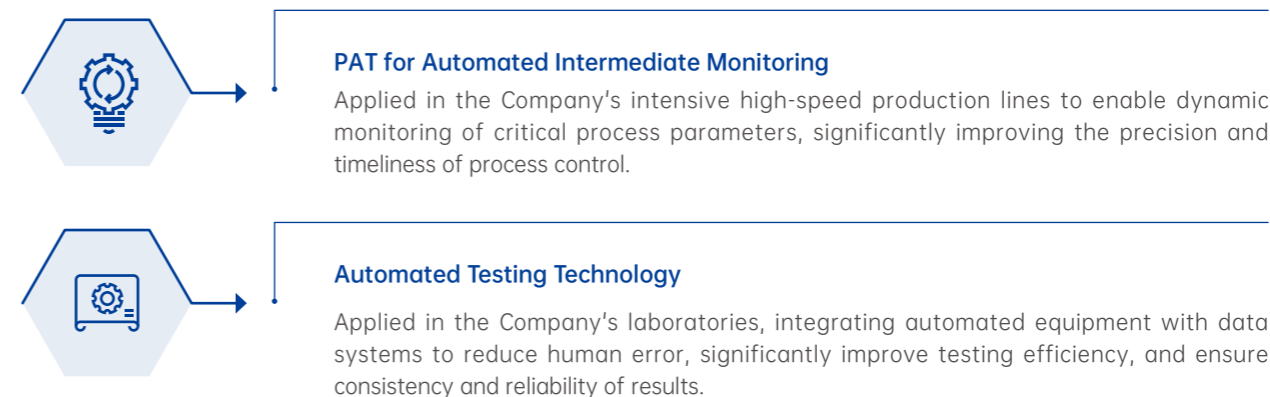 PAT for Automated Intermediate Monitoring
Applied in the Company's intensive high-speed production lines to enable dynamic
monitoring of critical process parameters, significantly improving the precision and
timeliness of process control.
Automated Testing Technology
Applied in the Company's laboratories, integrating automated equipment with data
systems to reduce human error, significantly improve testing efficiency, and ensure
consistency and reliability of results.